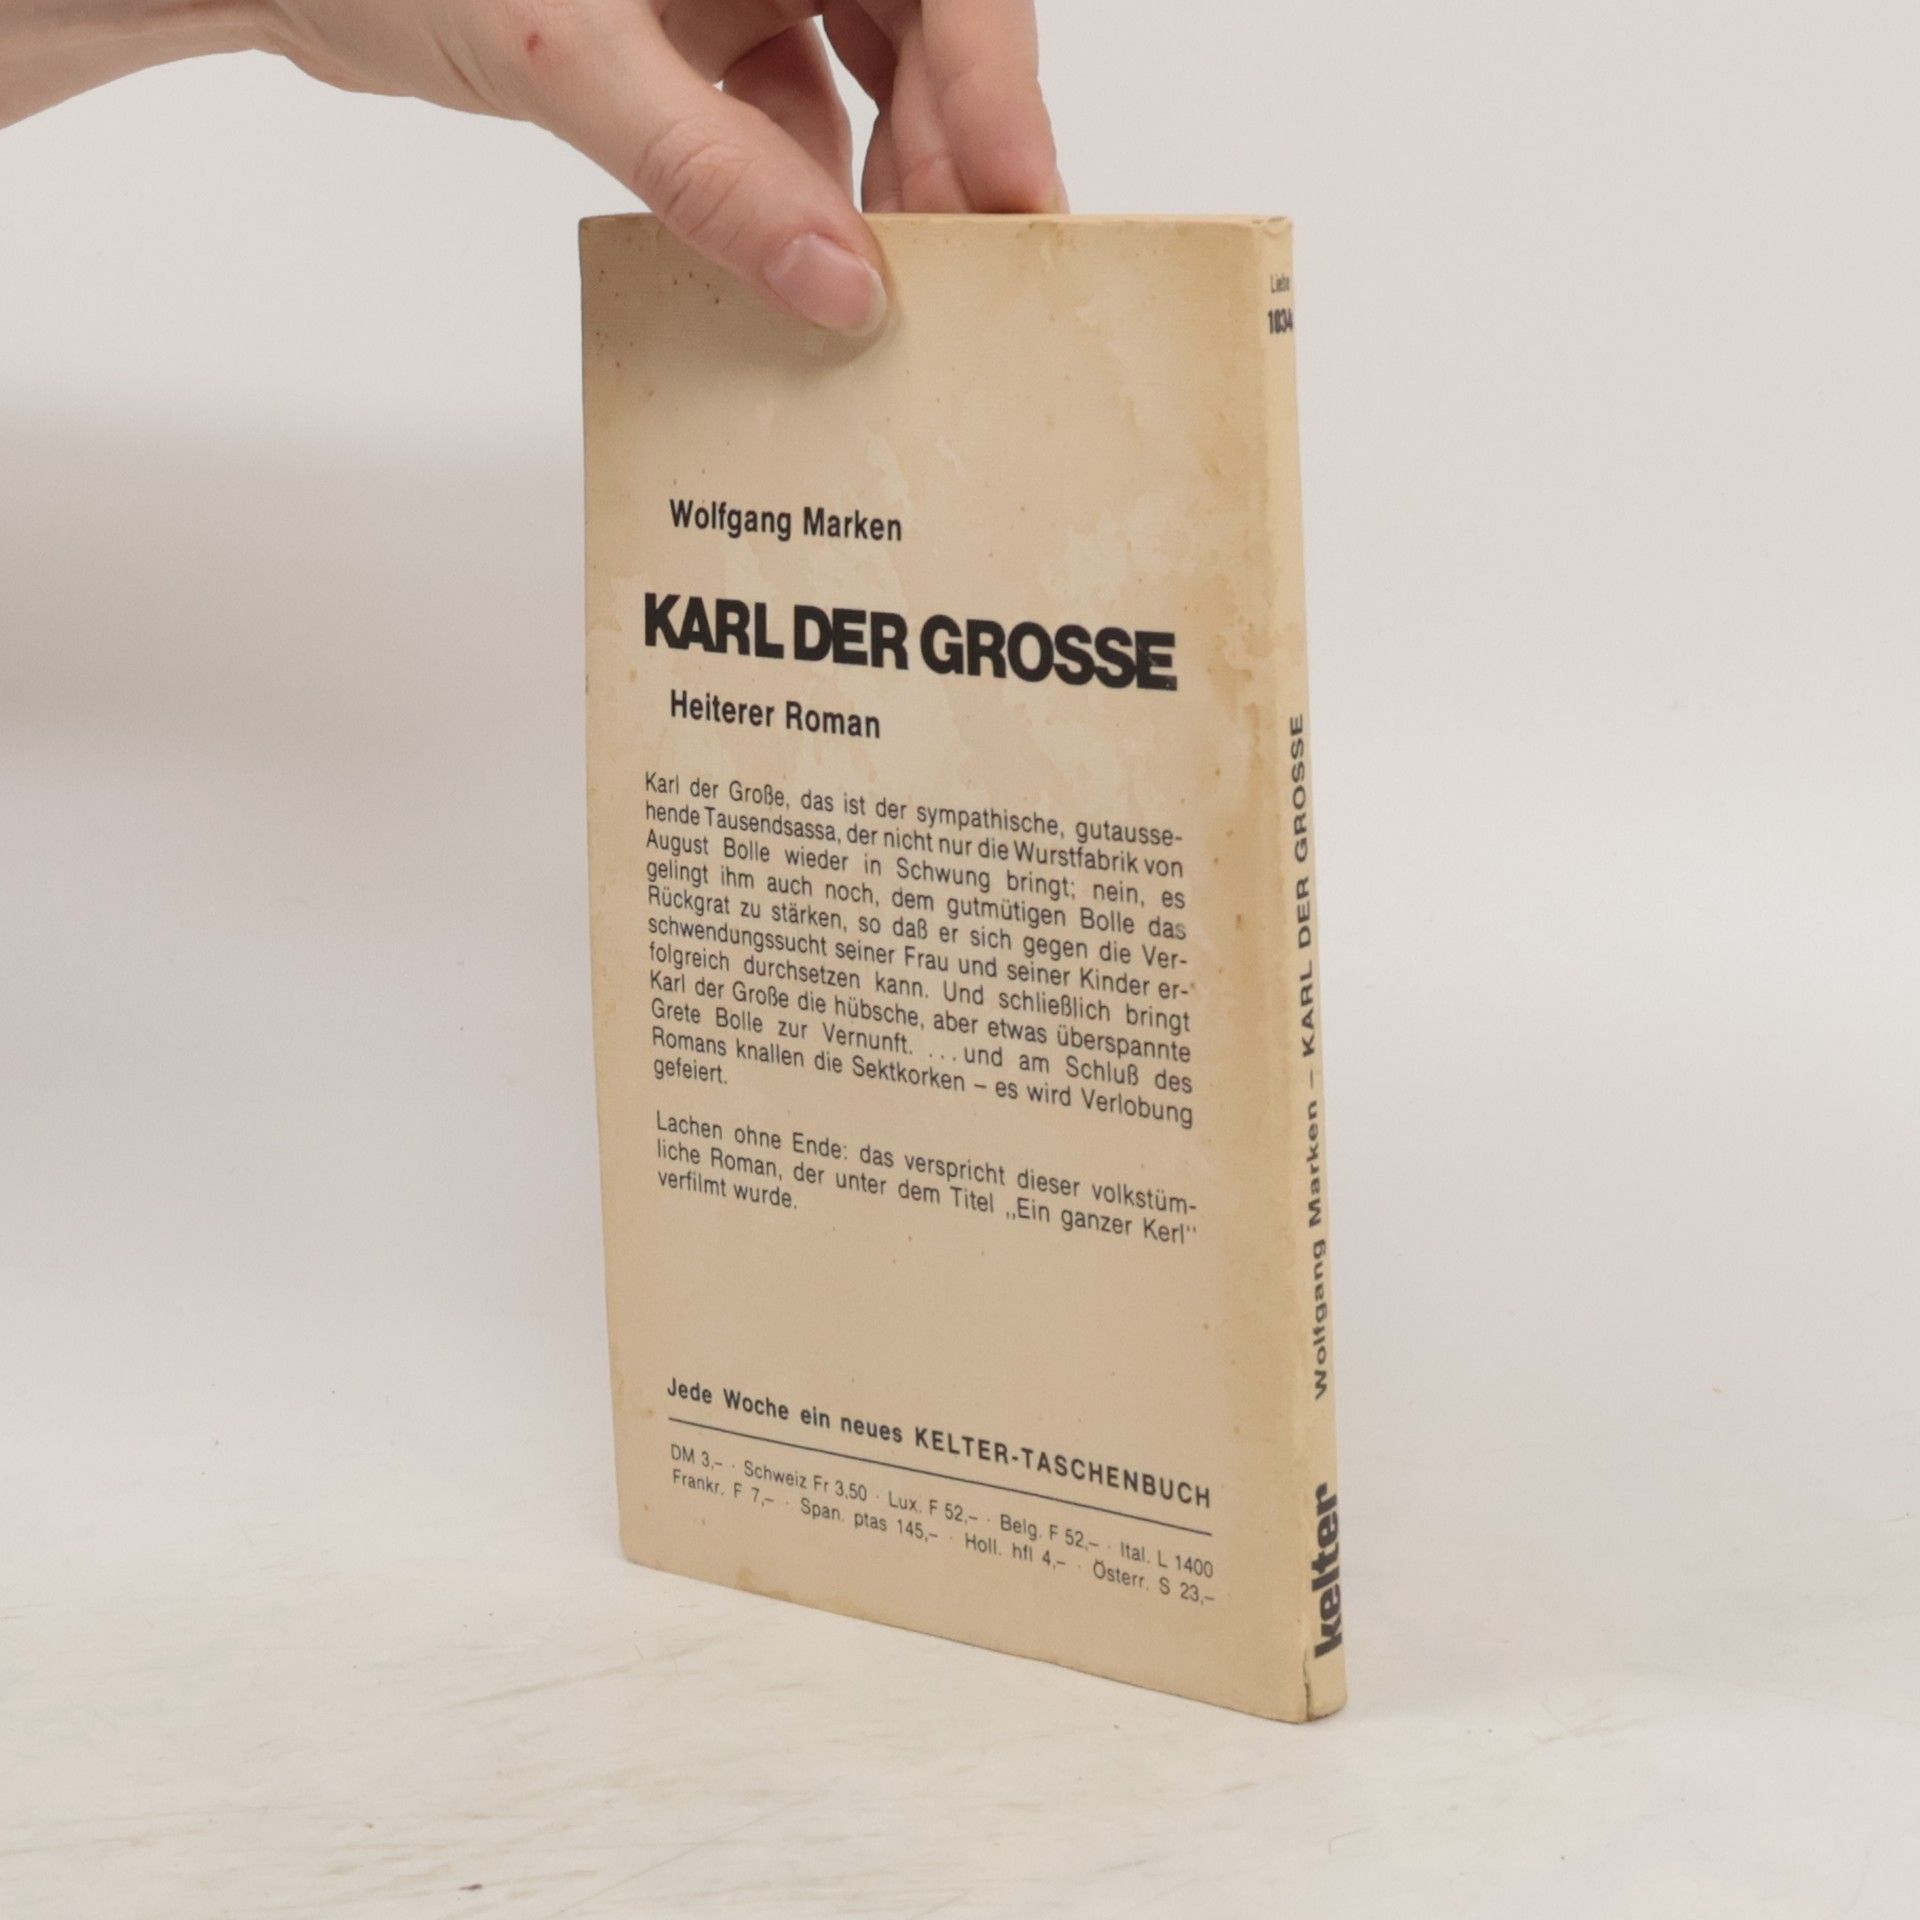 Wolfgang Marken
KARL DER GROSSE
Heiterer Roman
Karl der Große, das ist der sympathische, gutausse-
hende Tausendsassa, der nicht nur die Wurstfabrik von
August Bolle wieder in Schwung bringt; nein, es
gelingt ihm auch noch, dem gutmütigen Bolle das
Rückgrat zu stärken, so daß er sich gegen die Ver-
schwendungssucht seiner Frau und seiner Kinder er-
folgreich durchsetzen kann. Und schließlich bringt
Karl der Große die hübsche, aber etwas überspannte
Grete Bolle zur Vernunft. ...und am Schluß des
Romans knallen die Sektkorken – es wird Verlobung
gefeiert.
Lachen ohne Ende: das verspricht dieser volkstüm-
liche Roman, der unter dem Titel „Ein ganzer Kerl"
verfilmt wurde.
Jede Woche ein neues KELTER-TASCHENBUCH
DM 3,– · Schweiz Fr 3,50 · Lux. F 52,– · Belg. F 52,– · Ital. L 1400
Frankr. F 7,– · Span. ptas 145,– · Holl. hfl 4,– · Österr. S 23,–
Liebe
1034
Wolfgang Marken – KARL DER GROSSE
kelter